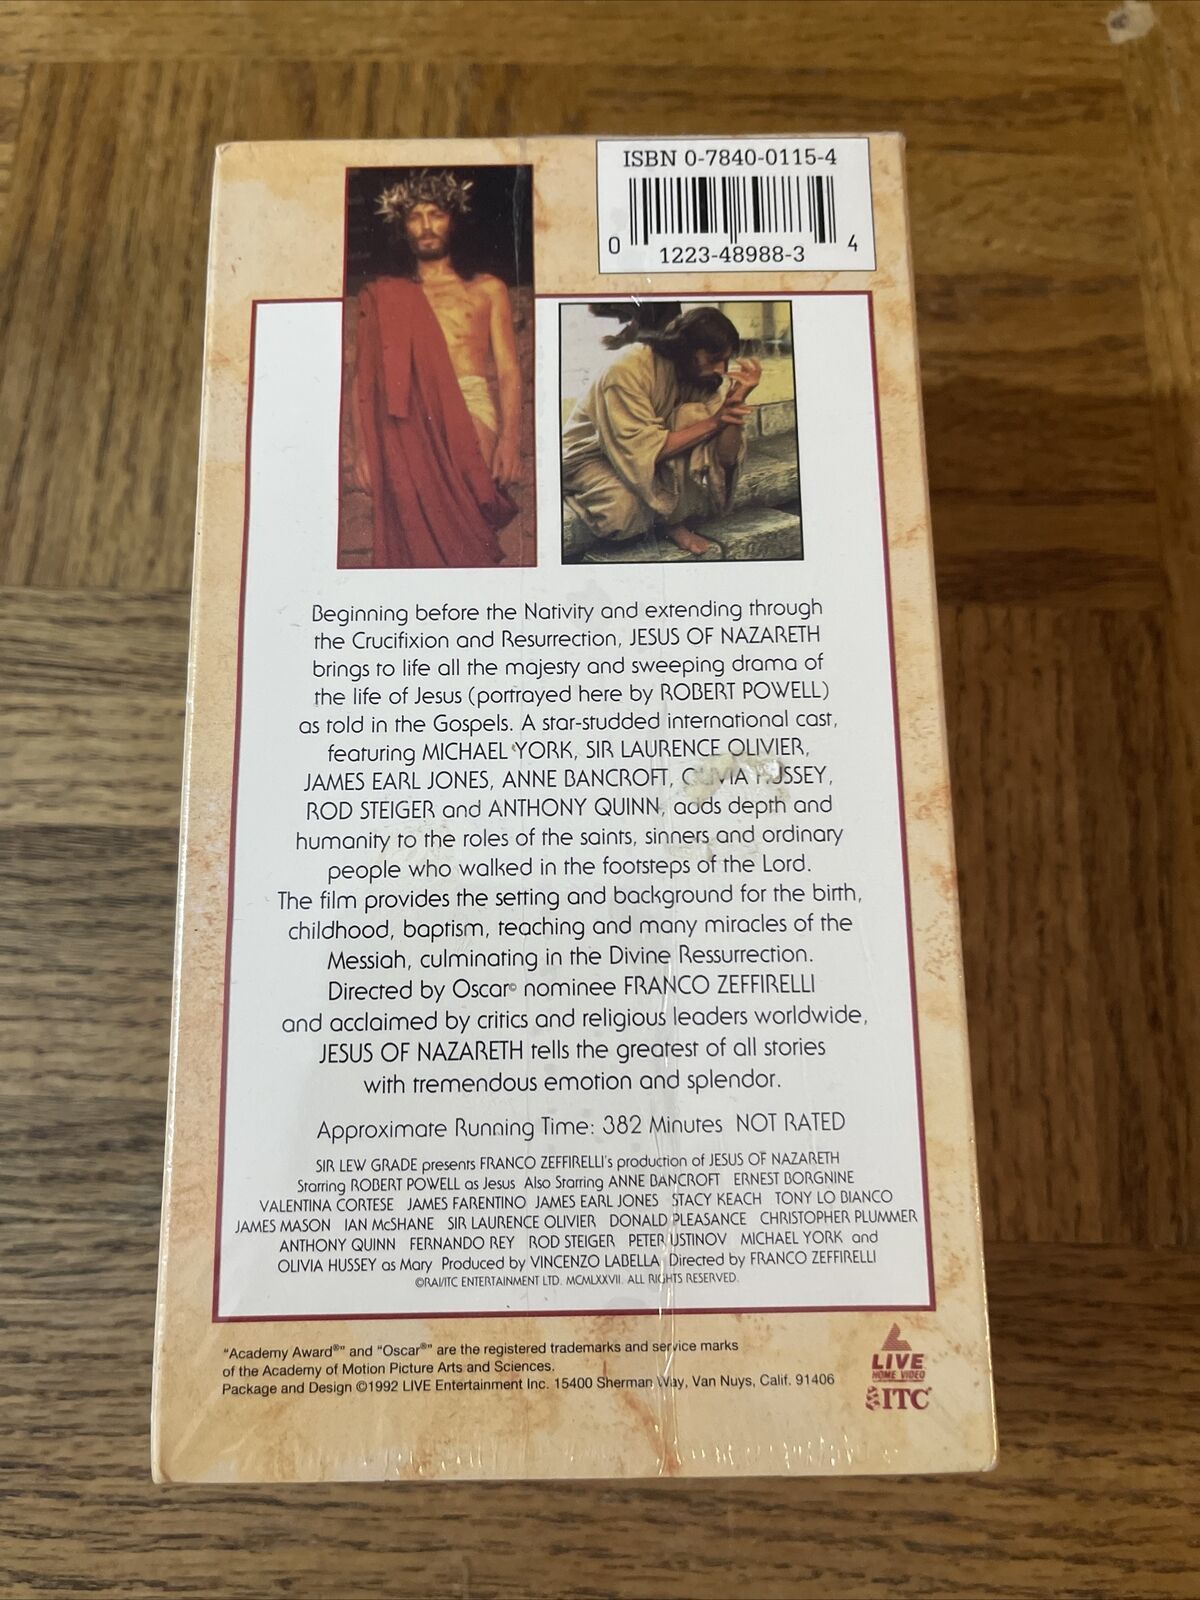 ISBN 0-7840-0115-4
0 1223-48988-3 4
Beginning before the Nativity and extending through
the Crucifixion and Resurrection, JESUS OF NAZARETH
brings to life all the majesty and sweeping drama of
the life of Jesus (portrayed here by ROBERT POWELL)
as told in the Gospels. A star-studded international cast,
featuring MICHAEL YORK, SIR LAURENCE OLIVIER,
JAMES EARL JONES, ANNE BANCROFT, OLIVIA HUSSEY,
ROD STEIGER and ANTHONY QUINN, adds depth and
humanity to the roles of the saints, sinners and ordinary
people who walked in the footsteps of the Lord.
The film provides the setting and background for the birth,
childhood, baptism, teaching and many miracles of the
Messiah, culminating in the Divine Ressurrection.
Directed by Oscar© nominee FRANCO ZEFFIRELLI
and acclaimed by critics and religious leaders worldwide,
JESUS OF NAZARETH tells the greatest of all stories
with tremendous emotion and splendor.
Approximate Running Time: 382 Minutes NOT RATED
SIR LEW GRADE presents FRANCO ZEFFIRELLI's production of JESUS OF NAZARETH
Starring ROBERT POWELL as Jesus Also Starring ANNE BANCROFT ERNEST BORGNINE
VALENTINA CORTESE JAMES FARENTINO JAMES EARL JONES STACY KEACH TONY LO BIANCO
JAMES MASON IAN McSHANE SIR LAURENCE OLIVIER DONALD PLEASANCE CHRISTOPHER PLUMMER
ANTHONY QUINN FERNANDO REY ROD STEIGER PETER USTINOV MICHAEL YORK and
OLIVIA HUSSEY as Mary Produced by VINCENZO LABELLA Directed by FRANCO ZEFFIRELLI
©RAI/ITC ENTERTAINMENT LTD. MCMLXXVII. ALL RIGHTS RESERVED.
"Academy Award®" and "Oscar®" are the registered trademarks and service marks
of the Academy of Motion Picture Arts and Sciences.
Package and Design ©1992 LIVE Entertainment Inc. 15400 Sherman Way, Van Nuys, Calif. 91406
LIVE
HOME VIDEO
ITC